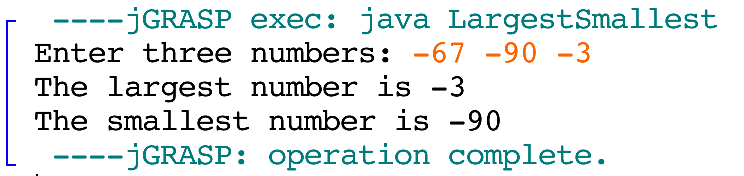 ----jGRASP exec: java LargestSmallest
Enter three numbers: -67 -90 -3
The largest number is -3
The smallest number is -90
----jGRASP: operation complete.